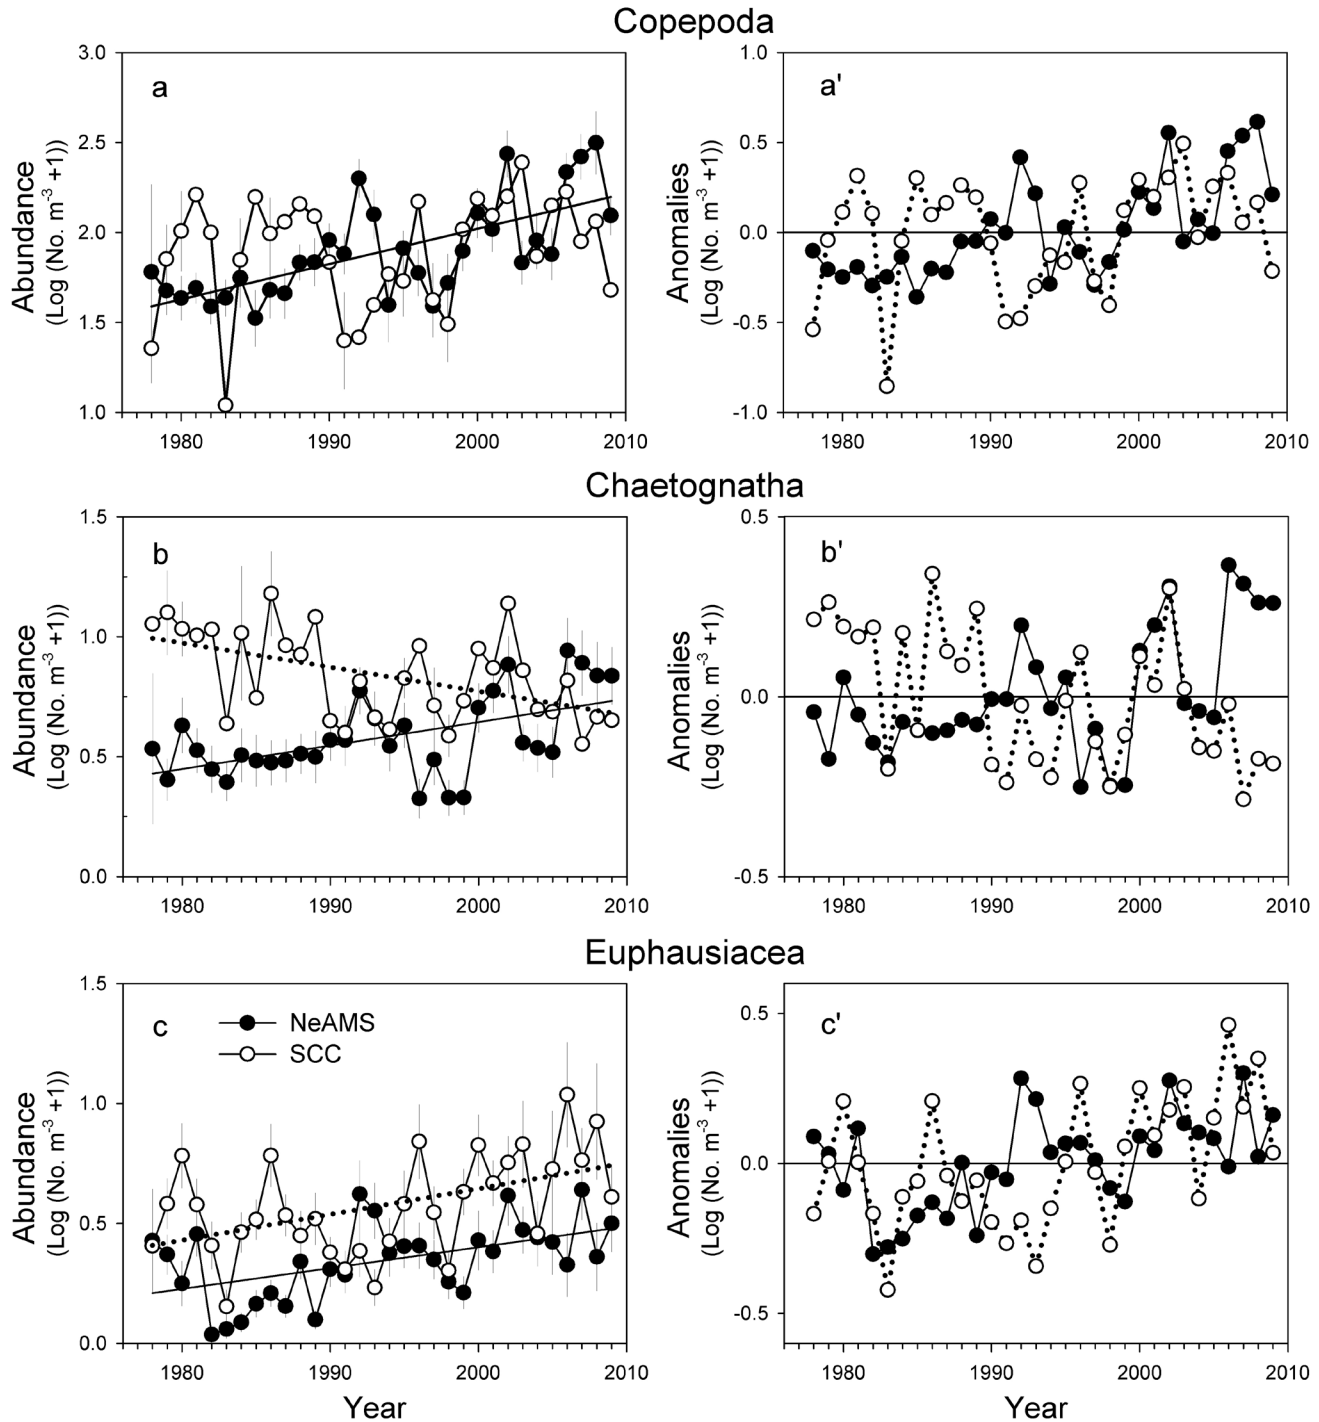 Copepoda
a
3.0
2.5
2.0
1.5
1.0
Abundance
(Log (No. m⁻³ +1))
1980 1990 2000 2010
a'
1.0
0.5
0.0
-0.5
-1.0
Anomalies
(Log (No. m⁻³ +1))
1980 1990 2000 2010
Chaetognatha
b
1.5
1.0
0.5
0.0
Abundance
(Log (No. m⁻³ +1))
1980 1990 2000 2010
b'
0.5
0.0
-0.5
Anomalies
(Log (No. m⁻³ +1))
1980 1990 2000 2010
Euphausiacea
c
NeAMS
SCC
1.5
1.0
0.5
0.0
Abundance
(Log (No. m⁻³ +1))
1980 1990 2000 2010
Year
c'
0.5
0.0
-0.5
Anomalies
(Log (No. m⁻³ +1))
1980 1990 2000 2010
Year